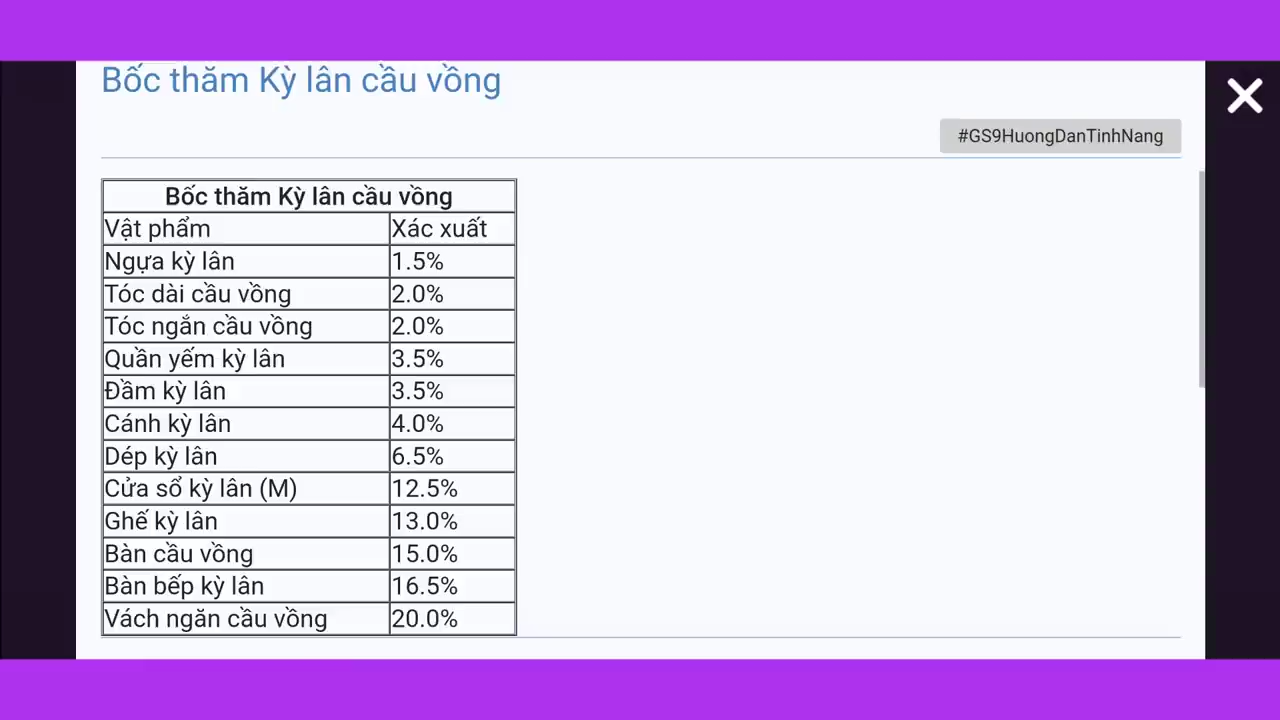 Bốc thăm Kỳ lân cầu vồng
#GS9HuongDanTinhNang
Bốc thăm Kỳ lân cầu vồng
Vật phẩm Xác xuất
Ngựa kỳ lân 1.5%
Tóc dài cầu vồng 2.0%
Tóc ngắn cầu vồng 2.0%
Quần yếm kỳ lân 3.5%
Đầm kỳ lân 3.5%
Cánh kỳ lân 4.0%
Dép kỳ lân 6.5%
Cửa sổ kỳ lân (M) 12.5%
Ghế kỳ lân 13.0%
Bàn cầu vồng 15.0%
Bàn bếp kỳ lân 16.5%
Vách ngăn cầu vồng 20.0%